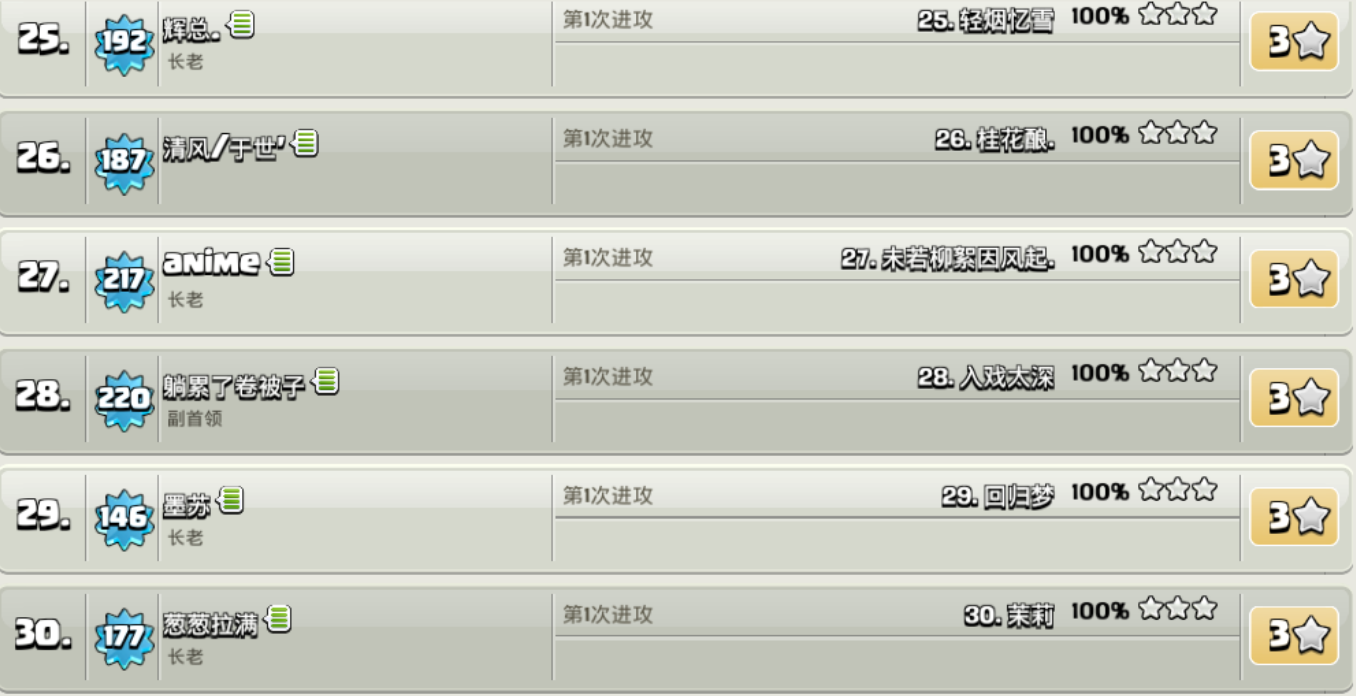 25. 192 辉总. 第1次进攻 25. 轻烟忆雪 100% 3
长老
26. 187 清风/于世' 第1次进攻 26. 桂花酿. 100% 3
27. 217 anime 第1次进攻 27. 未若柳絮因风起. 100% 3
长老
28. 220 躺累了卷被子 第1次进攻 28. 入戏太深 100% 3
副首领
29. 146 墨苏 第1次进攻 29. 回归梦 100% 3
长老
30. 177 葱葱拉满 第1次进攻 30. 茉莉 100% 3
长老